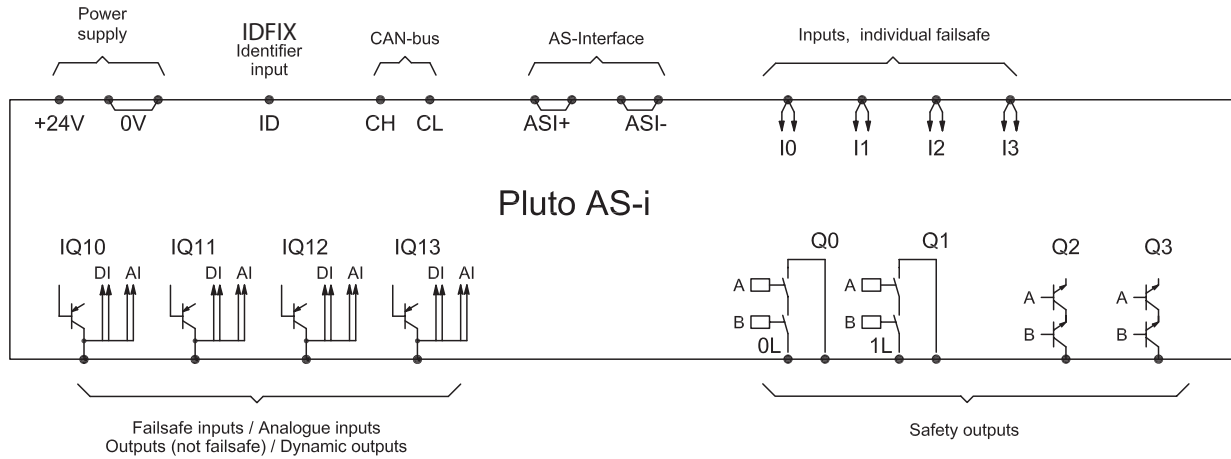 Power
supply
IDFIX
Identifier
input
CAN-bus
AS-Interface
Inputs, individual failsafe
+24V 0V ID CH CL ASI+ ASI- I0 I1 I2 I3
Pluto AS-i
IQ10 IQ11 IQ12 IQ13 Q0 Q1 Q2 Q3
DI AI DI AI DI AI DI AI
A A A A
B B B B
0L 1L
Failsafe inputs / Analogue inputs
Outputs (not failsafe) / Dynamic outputs
Safety outputs